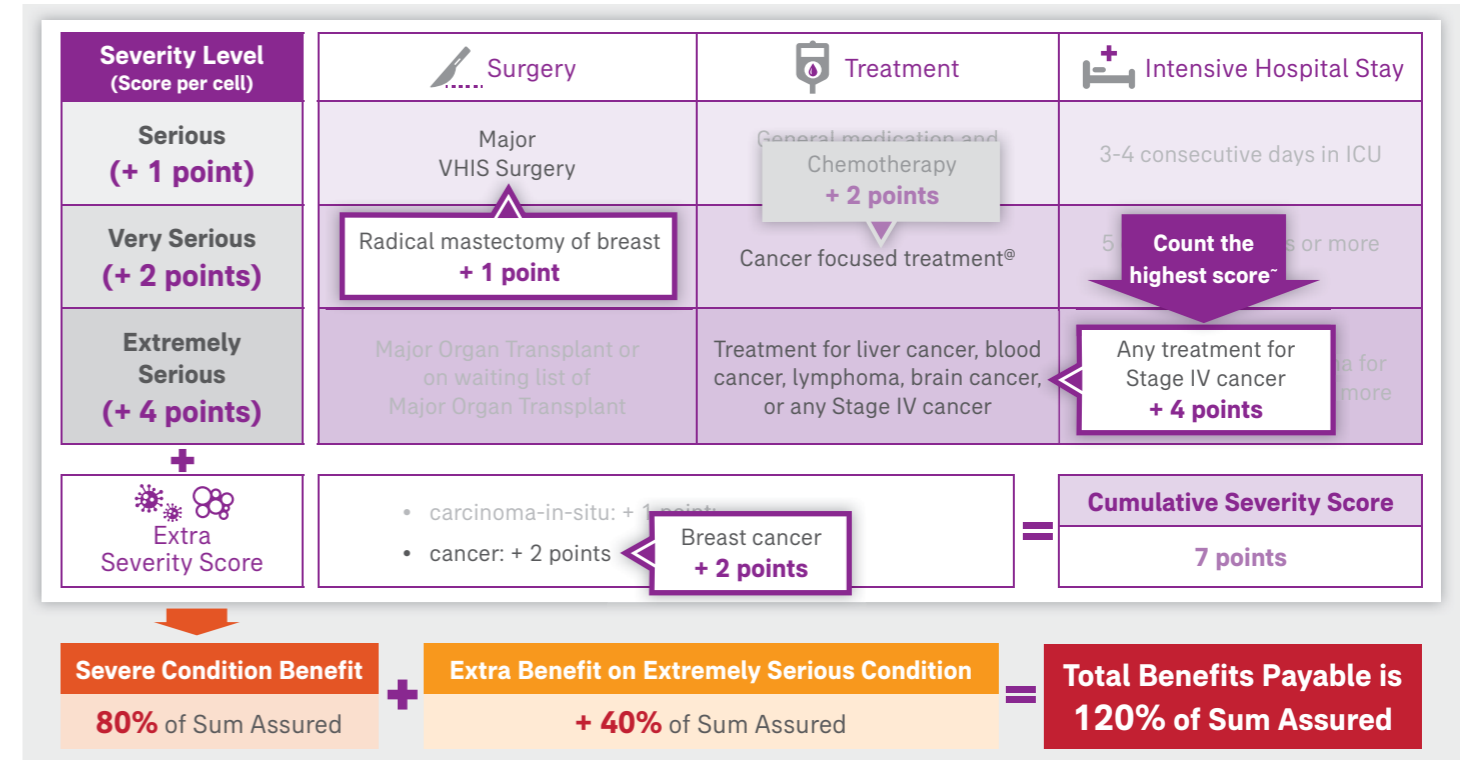 Severity Level
(Score per cell)
Surgery
Treatment
Intensive Hospital Stay
Serious
(+ 1 point)
Major
VHIS Surgery
General medication and
Chemotherapy
+ 2 points
3-4 consecutive days in ICU
Very Serious
(+ 2 points)
Radical mastectomy of breast
+ 1 point
Cancer focused treatment@
5
s or more
Count the
highest score~
Extremely
Serious
(+ 4 points)
Major Organ Transplant or
on waiting list of
Major Organ Transplant
Treatment for liver cancer, blood
cancer, lymphoma, brain cancer,
or any Stage IV cancer
Any treatment for
Stage IV cancer
+ 4 points
for
more
+
Extra
Severity Score
• carcinoma-in-situ: + 1 point;
• cancer: + 2 points
Breast cancer
+ 2 points
=
Cumulative Severity Score
7 points
Severe Condition Benefit
80% of Sum Assured
+
Extra Benefit on Extremely Serious Condition
+ 40% of Sum Assured
=
Total Benefits Payable is
120% of Sum Assured